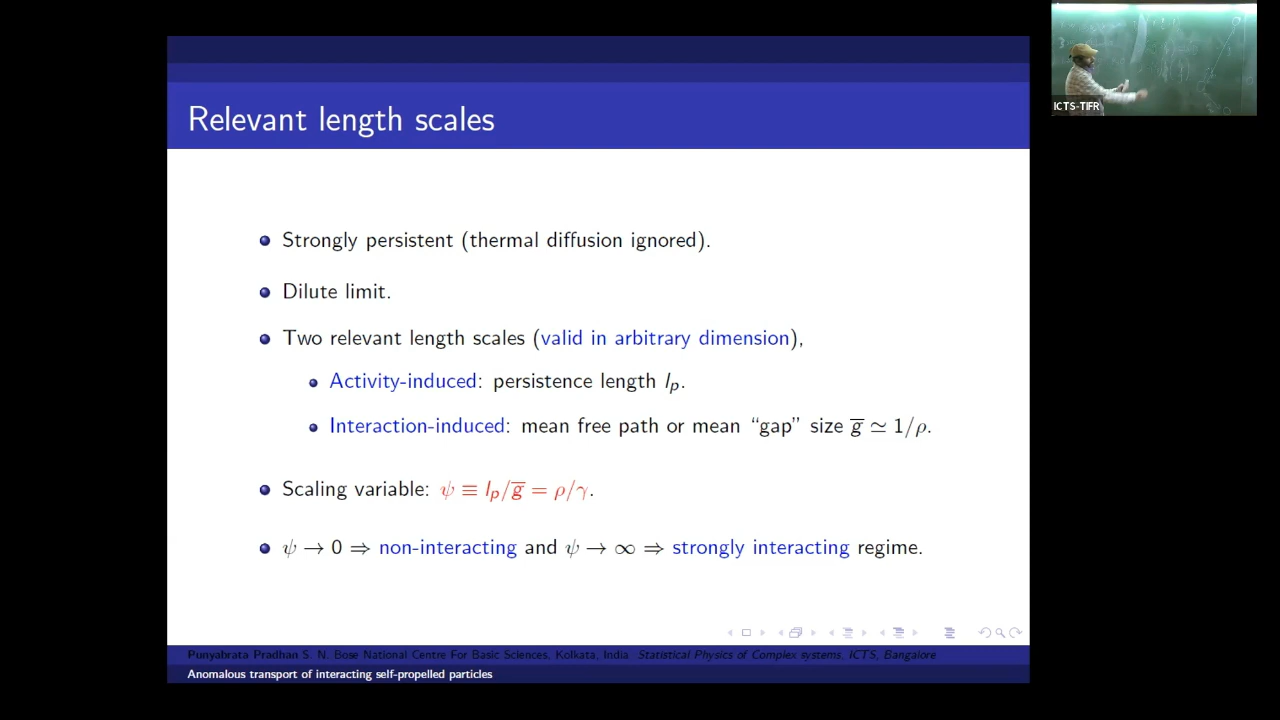 Relevant length scales
Strongly persistent (thermal diffusion ignored).
Dilute limit.
Two relevant length scales (valid in arbitrary dimension),
Activity-induced: persistence length lₚ.
Interaction-induced: mean free path or mean “gap” size g̅ ≃ 1/ρ.
Scaling variable: ψ ≡ lₚ/g̅ = ρ/γ.
ψ → 0 ⇒ non-interacting and ψ → ∞ ⇒ strongly interacting regime.
Punyabrata Pradhan S. N. Bose National Centre For Basic Sciences, Kolkata, India Statistical Physics of Complex systems, ICTS, Bangalore
Anomalous transport of interacting self-propelled particles
ICTS-TIFR